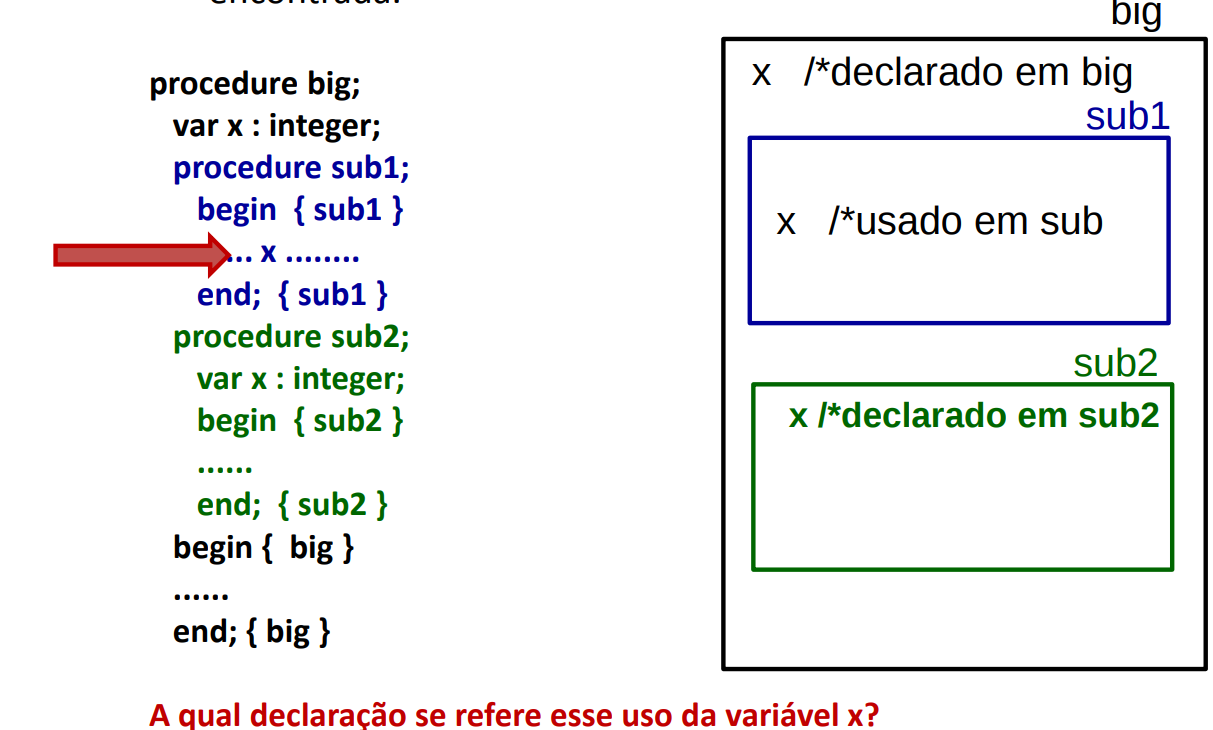 encontrada.
procedure big;
var x : integer;
procedure sub1;
begin { sub1 }
... x ........
end; { sub1 }
procedure sub2;
var x : integer;
begin { sub2 }
......
end; { sub2 }
begin { big }
......
end; { big }
big
x /*declarado em big
sub1
x /*usado em sub
sub2
x /*declarado em sub2
A qual declaração se refere esse uso da variável x?